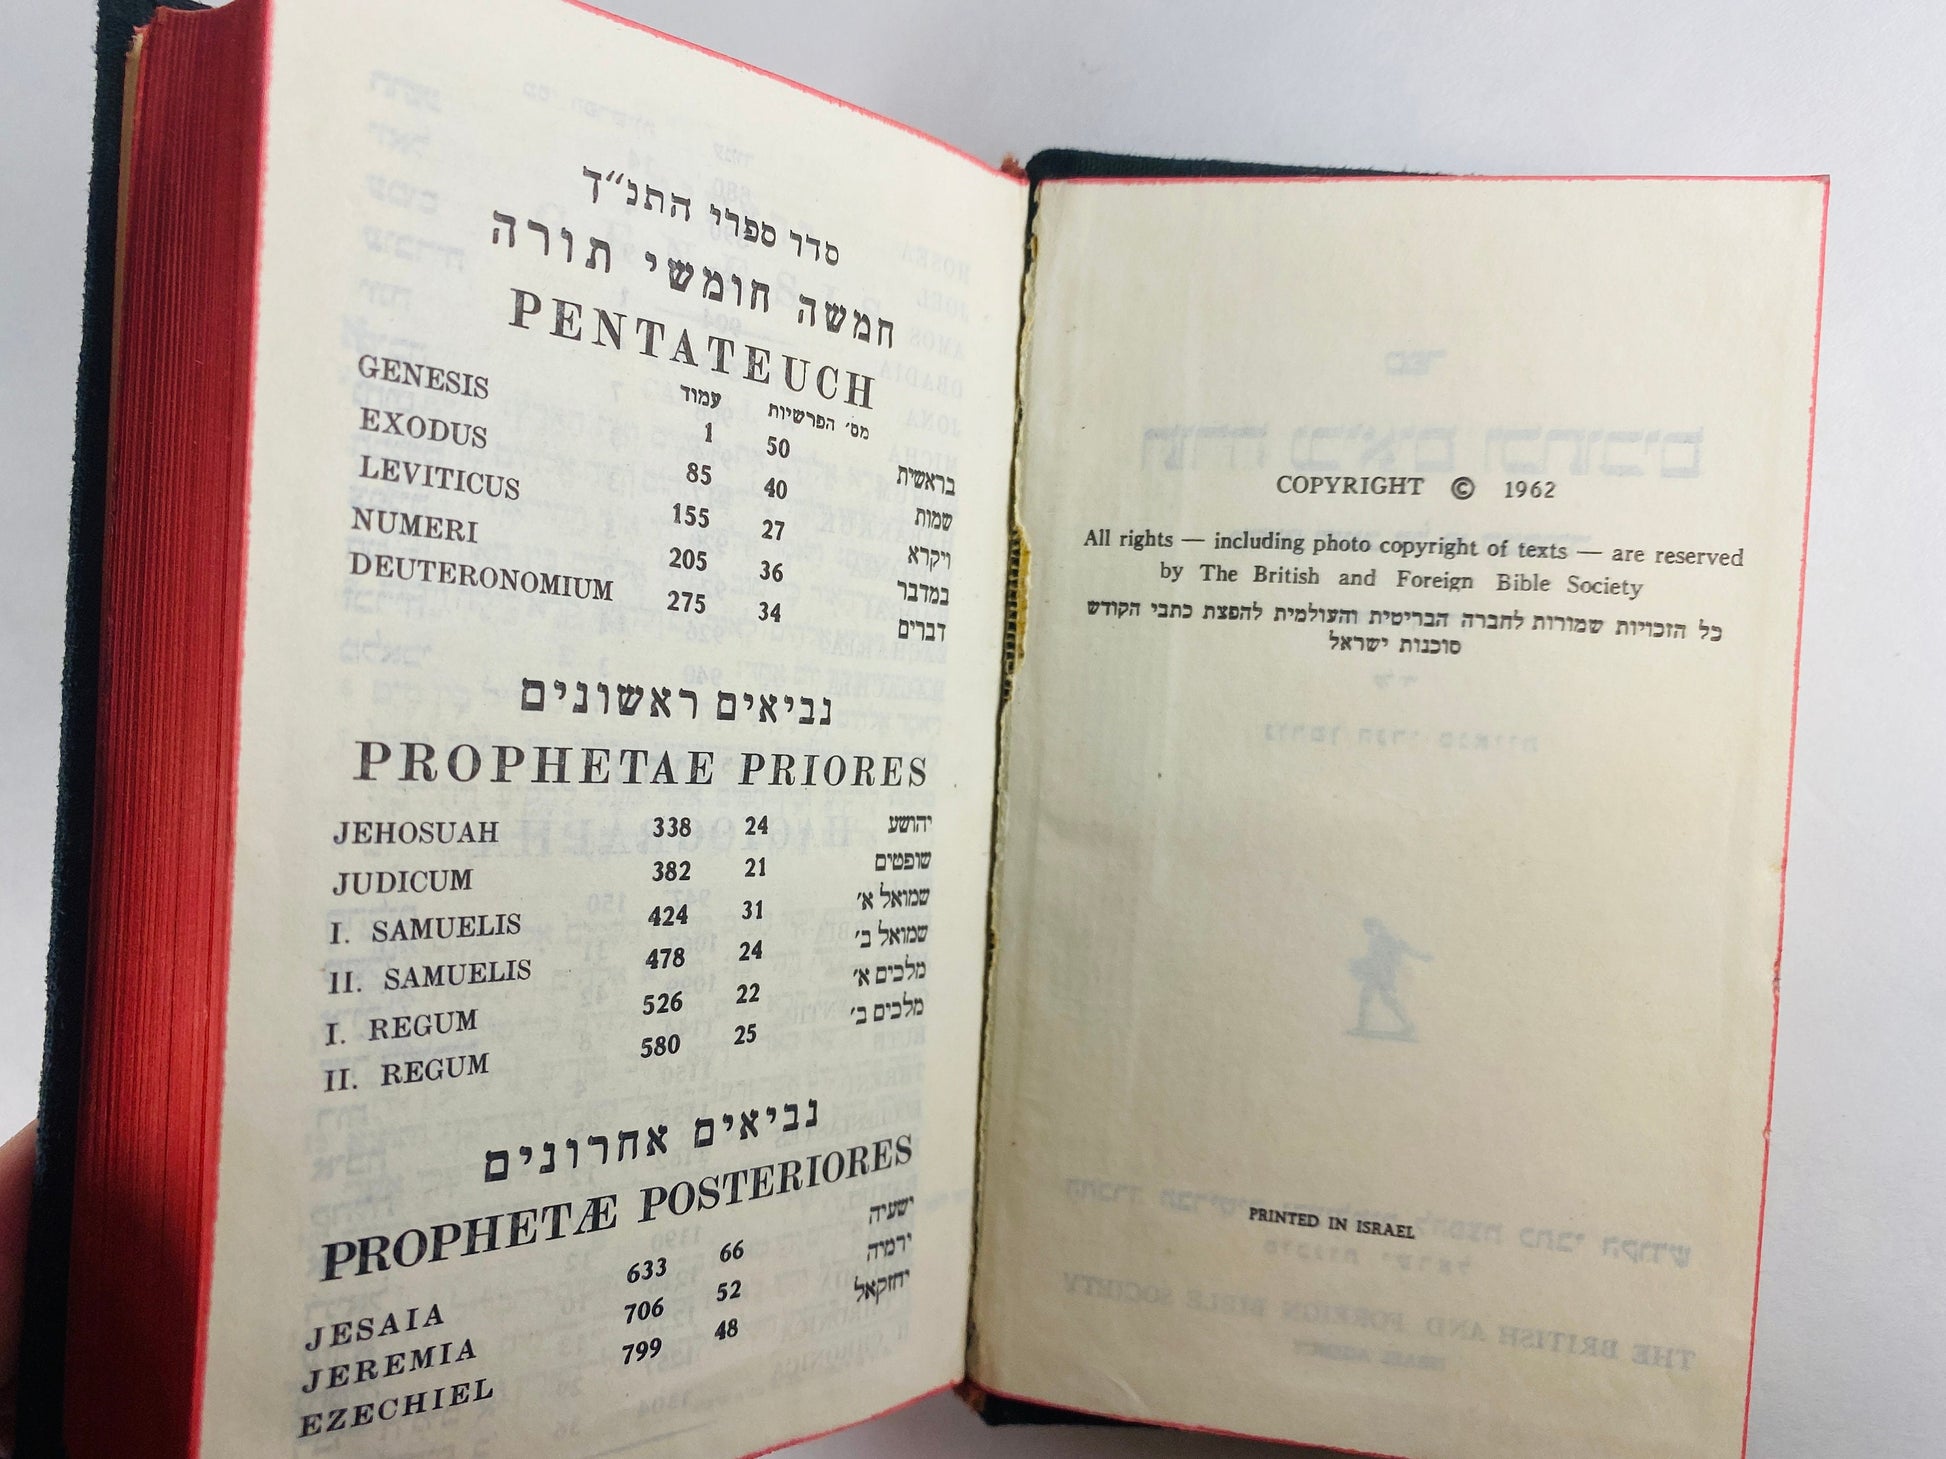 סדר ספרי התנ״ך
חמשה חומשי תורה
PENTATEUCH
עמוד מס׳ הפרשיות
GENESIS 1 50 בראשית
EXODUS 85 40 שמות
LEVITICUS 155 27 ויקרא
NUMERI 205 36 במדבר
DEUTERONOMIUM 275 34 דברים
נביאים ראשונים
PROPHETAE PRIORES
JEHOSUAH 338 24 יהושע
JUDICUM 382 21 שופטים
I. SAMUELIS 424 31 שמואל א׳
II. SAMUELIS 478 24 שמואל ב׳
I. REGUM 526 22 מלכים א׳
II. REGUM 580 25 מלכים ב׳
נביאים אחרונים
PROPHETÆ POSTERIORES
JESAIA 633 66 ישעיה
JEREMIA 706 52 ירמיה
EZECHIEL 799 48 יחזקאל
COPYRIGHT © 1962
All rights — including photo copyright of texts — are reserved
by The British and Foreign Bible Society
כל הזכויות שמורות לחברה הבריטית והעולמית להפצת כתבי הקודש
סוכנות ישראל
PRINTED IN ISRAEL